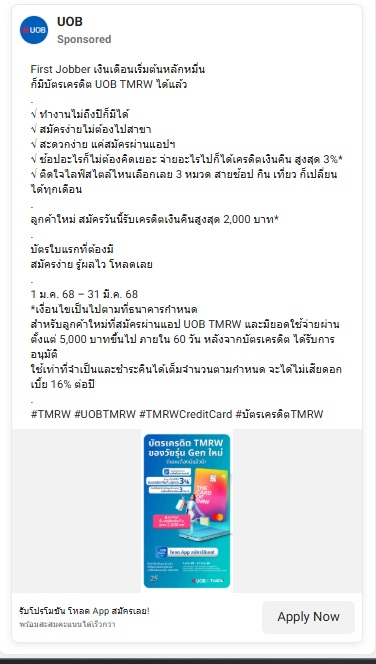 UOB
UOB
Sponsored
First Jobber เงินเดือนเริ่มต้นหลักหมื่น
ก็มีบัตรเครดิต UOB TMRW ได้แล้ว
.
√ ทำงานไม่ถึงปีก็มีได้
√ สมัครง่ายไม่ต้องไปสาขา
√ สะดวกง่าย แค่สมัครผ่านแอปฯ
√ ช้อปอะไรก็ไม่ต้องคิดเยอะ จ่ายอะไรไปก็ได้เครดิตเงินคืน สูงสุด 3%*
√ ติดใจไลฟ์สไตล์ไหนเลือกเลย 3 หมวด สายช้อป กิน เที่ยว ก็เปลี่ยน
ได้ทุกเดือน
.
ลูกค้าใหม่ สมัครวันนี้รับเครดิตเงินคืนสูงสุด 2,000 บาท*
.
บัตรใบแรกที่ต้องมี
สมัครง่าย รู้ผลไว โหลดเลย
.
1 ม.ค. 68 – 31 มี.ค. 68
*เงื่อนไขเป็นไปตามที่ธนาคารกำหนด
สำหรับลูกค้าใหม่ที่สมัครผ่านแอป UOB TMRW และมียอดใช้จ่ายผ่าน
ตั้งแต่ 5,000 บาทขึ้นไป ภายใน 60 วัน หลังจากบัตรเครดิต ได้รับการ
อนุมัติ
ใช้เท่าที่จำเป็นและชำระคืนได้เต็มจำนวนตามกำหนด จะได้ไม่เสียดอก
เบี้ย 16% ต่อปี
.
#TMRW #UOBTMRW #TMRWCreditCard #บัตรเครดิตTMRW
บัตรเครดิต TMRW
ของวัยรุ่น Gen ใหม่
3%
3
THE CARD OF TMRW
โหลด App สมัครเลย!
25
UOB TMRW
รับโปรโมชัน โหลด App สมัครเลย!
พร้อมสะสมคะแนนได้เร็วกว่า
Apply Now